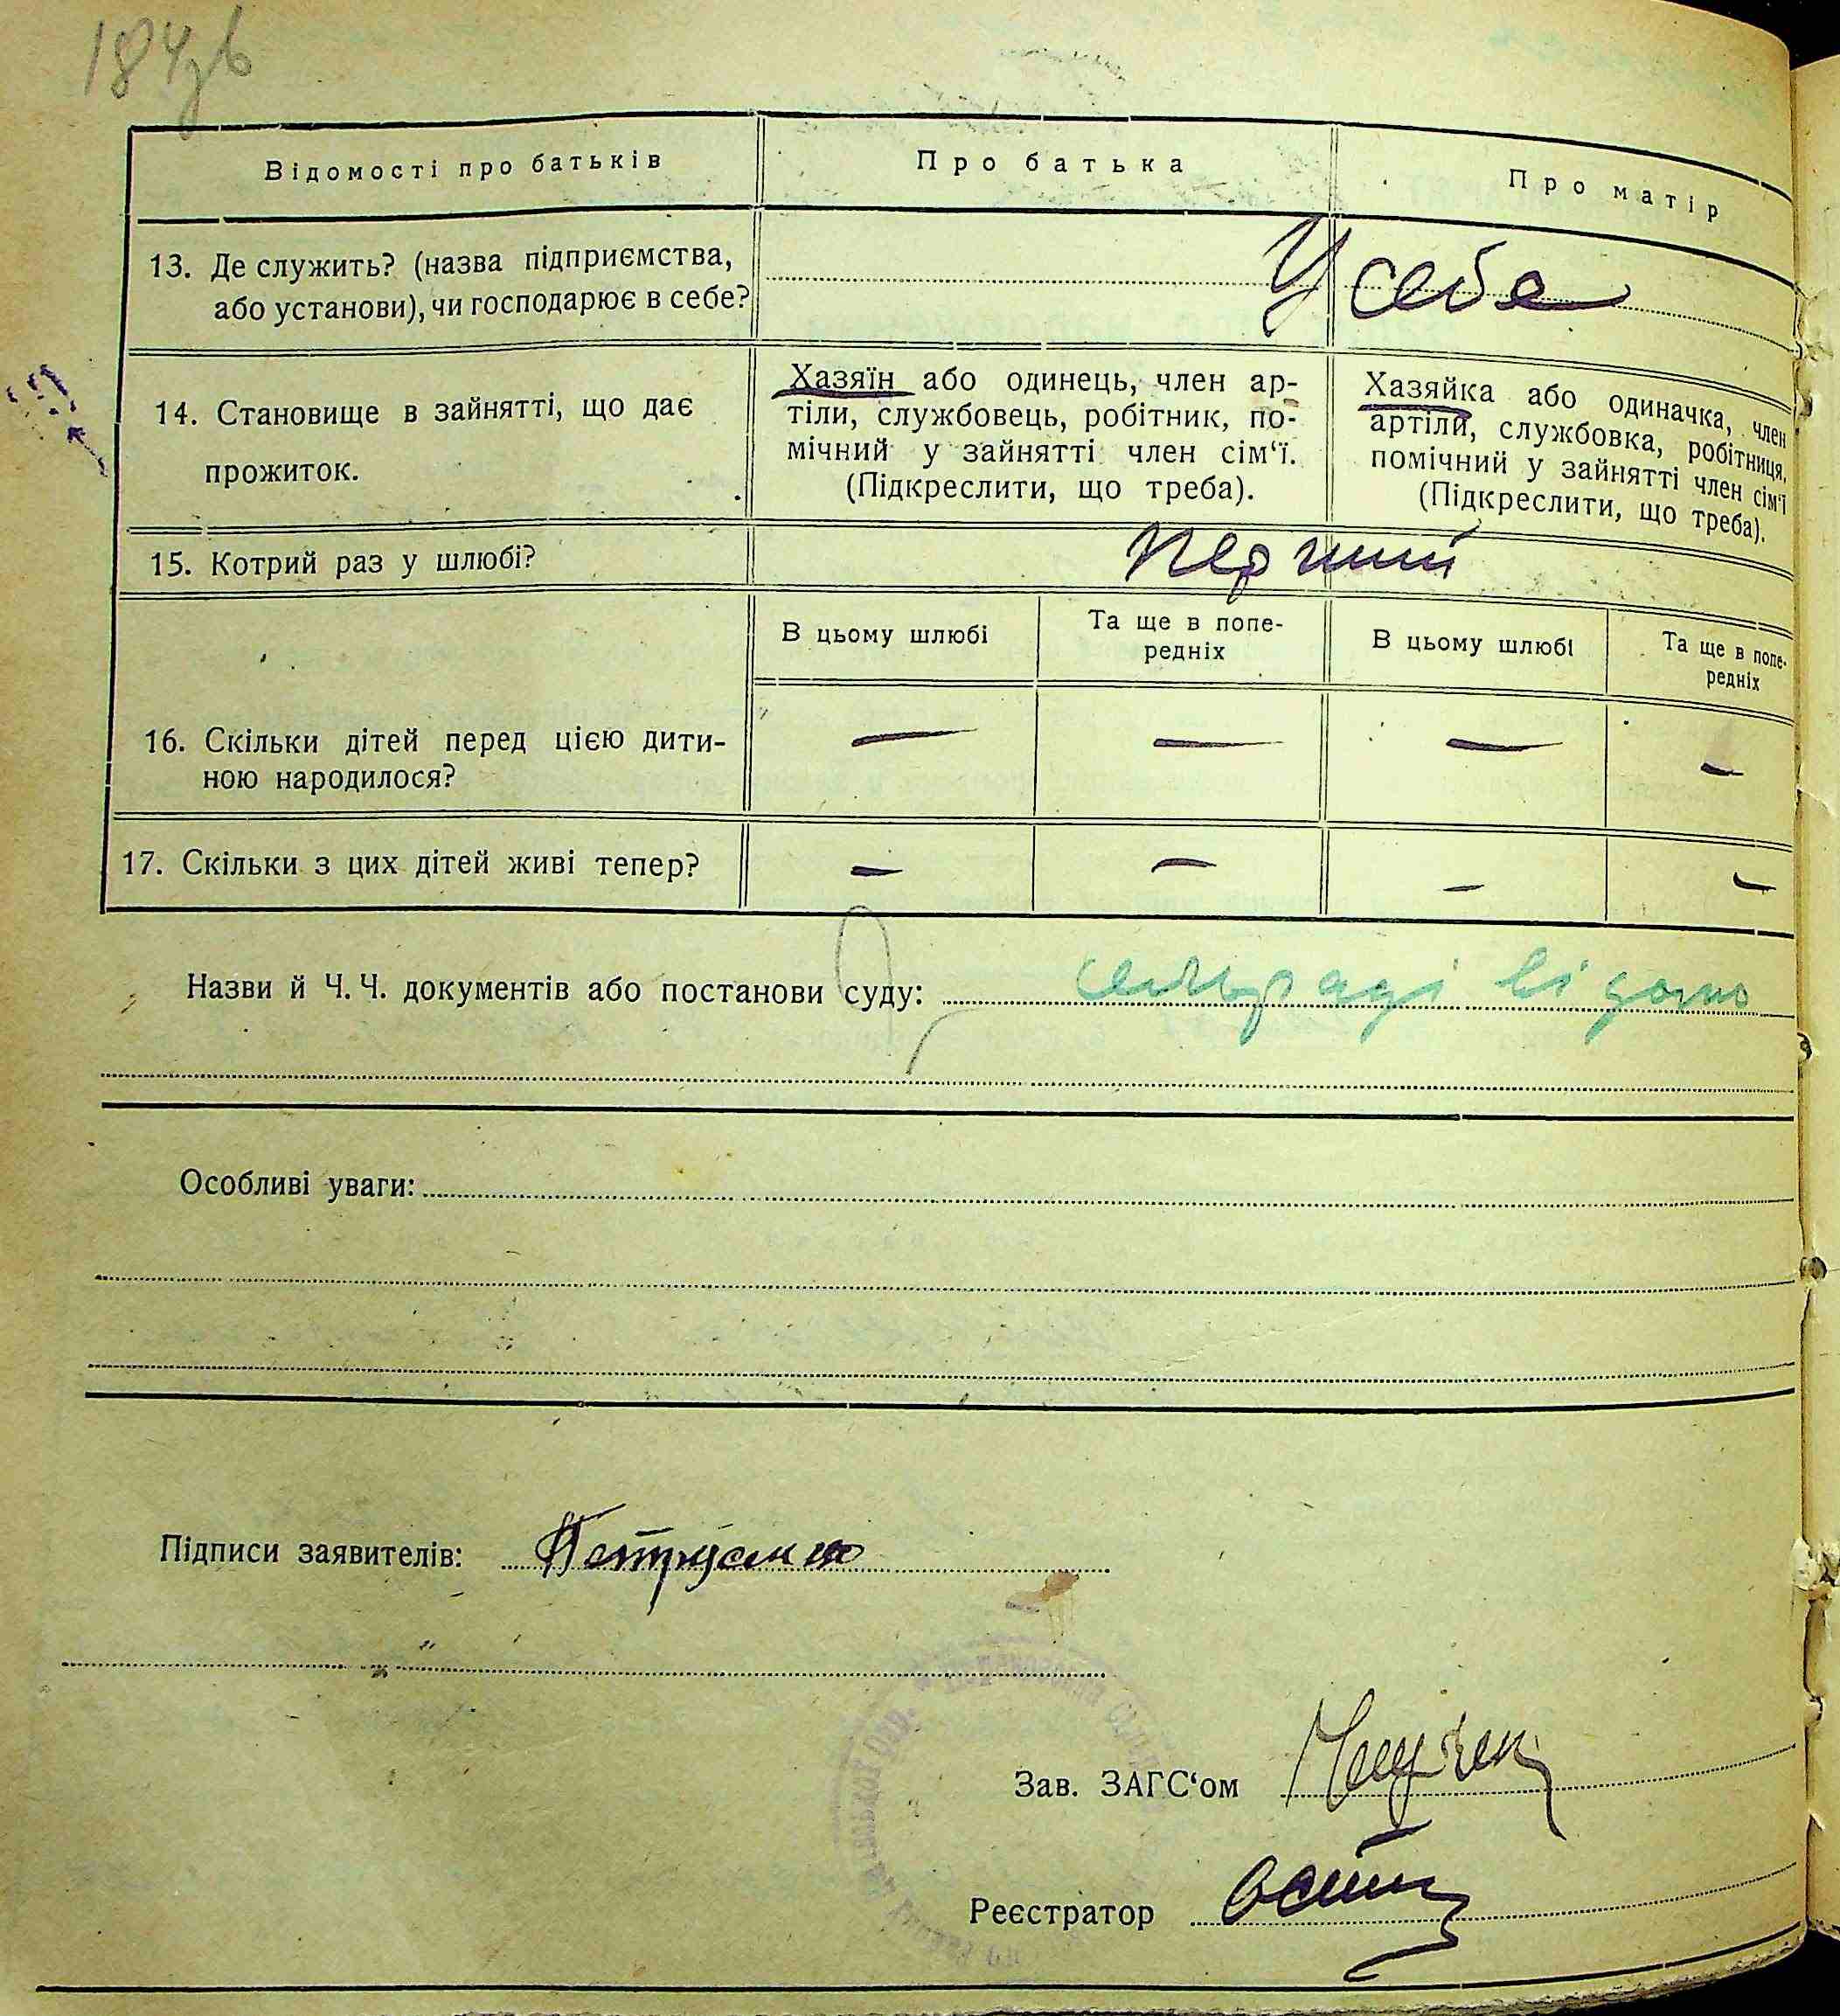 184зв
Відомості про батьків
Про батька
Про матір
13. Де служить? (назва підприємства,
або установи), чи господарює в себе?
У себе
14. Становище в зайнятті, що дає
прожиток.
Хазяїн або одинець, член ар-
тіли, службовець, робітник, по-
мічний у зайнятті член сім‘ї.
(Підкреслити, що треба).
Хазяйка або одиначка, член
артіли, службовка, робітниця,
помічний у зайнятті член сім‘ї
(Підкреслити, що треба).
15. Котрий раз у шлюбі?
перший
В цьому шлюбі
Та ще в попе-
редніх
В цьому шлюбі
Та ще в попе-
редніх
16. Скільки дітей перед цією дити-
ною народилося?
— — — —
17. Скільки з цих дітей живі тепер?
— — — —
Назви й Ч. Ч. документів або постанови суду: сельраді відомо
Особливі уваги:
Підписи заявителів:
Зав. ЗАГС‘ом
Реєстратор